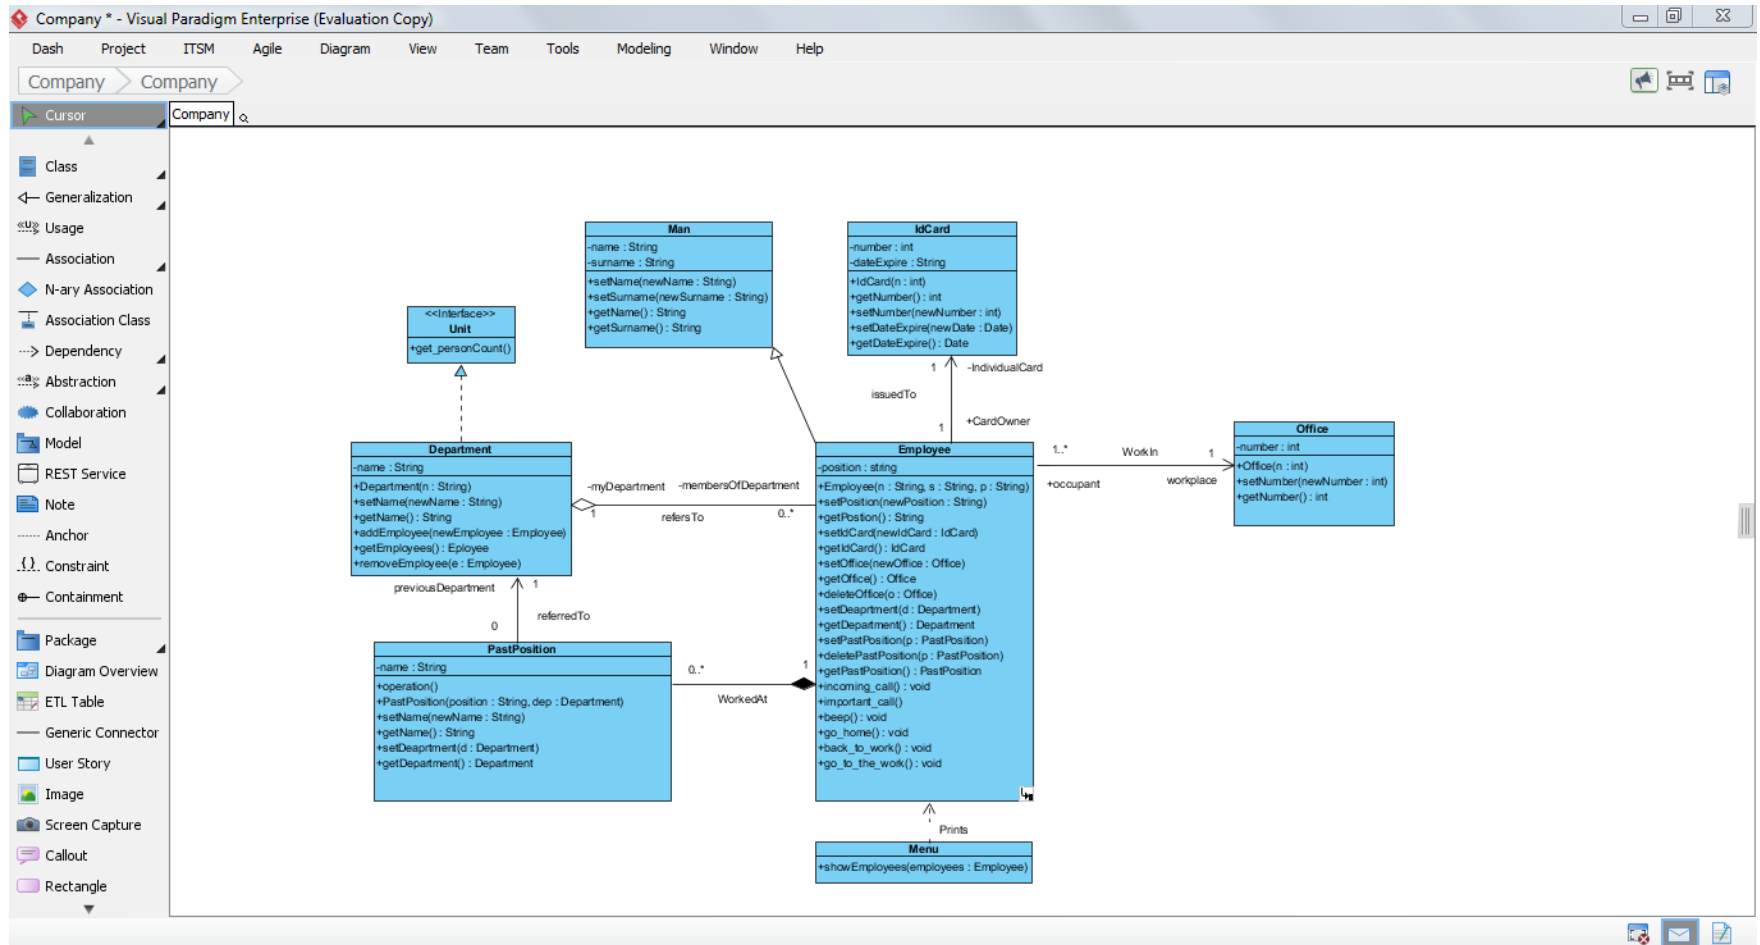 Company * - Visual Paradigm Enterprise (Evaluation Copy)
Dash Project ITSM Agile Diagram View Team Tools Modeling Window Help
Company Company
Cursor
Company
Class
Generalization
«U» Usage
Association
N-ary Association
Association Class
Dependency
«a» Abstraction
Collaboration
Model
REST Service
Note
Anchor
{} Constraint
Containment
Package
Diagram Overview
ETL Table
Generic Connector
User Story
Image
Screen Capture
Callout
Rectangle
Man
-name : String
-surname : String
+setName(newName : String)
+setSurname(newSurname : String)
+getName() : String
+getSurname() : String
IdCard
-number : int
-dateExpire : String
+IdCard(n : int)
+getNumber() : int
+setNumber(newNumber : int)
+setDateExpire(newDate : Date)
+getDateExpire() : Date
<<Interface>>
Unit
+get_personCount()
1 -IndividualCard
issuedTo
1 +CardOwner
Department
-name : String
+Department(n : String)
+setName(newName : String)
+getName() : String
+addEmployee(newEmployee : Employee)
+getEmployees() : Eployee
+removeEmployee(e : Employee)
-myDepartment -membersOfDepartment
1 refersTo 0..*
Employee
-position : string
+Employee(n : String, s : String, p : String)
+setPosition(newPosition : String)
+getPostion() : String
+setIdCard(newIdCard : IdCard)
+getIdCard() : IdCard
+setOffice(newOffice : Office)
+getOffice() : Office
+deleteOffice(o : Office)
+setDeaprtment(d : Department)
+getDepartment() : Department
+setPastPosition(p : PastPosition)
+deletePastPosition(p : PastPosition)
+getPastPosition() : PastPosition
+incoming_call() : void
+important_call()
+beep() : void
+go_home() : void
+back_to_work() : void
+go_to_the_work() : void
1..* WorkIn 1
+occupant workplace
Office
-number : int
+Office(n : int)
+setNumber(newNumber : int)
+getNumber() : int
previousDepartment 1
referredTo
0
PastPosition
-name : String
+operation()
+PastPosition(position : String, dep : Department)
+setName(newName : String)
+getName() : String
+setDeaprtment(d : Department)
+getDepartment() : Department
0..* 1
WorkedAt
Prints
Menu
+showEmployees(employees : Employee)